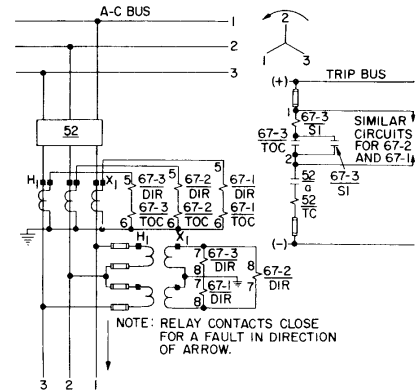 A-C BUS
1
2
3
2
1 3
(+)
TRIP BUS
1
67-3
SI
67-3
TOC
SIMILAR
CIRCUITS
FOR 67-2
AND 67-1
2
67-3
SI
52
a
52
TC
(−)
52
H1
X1
5 67-3 DIR
5 67-2 DIR
5 67-1 DIR
6 67-3 TOC
6 67-2 TOC
6 67-1 TOC
H1
X1
7 67-3
8 DIR
7 67-1
8 DIR
8 67-2
7 DIR
NOTE: RELAY CONTACTS CLOSE
FOR A FAULT IN DIRECTION
OF ARROW.
3 2 1